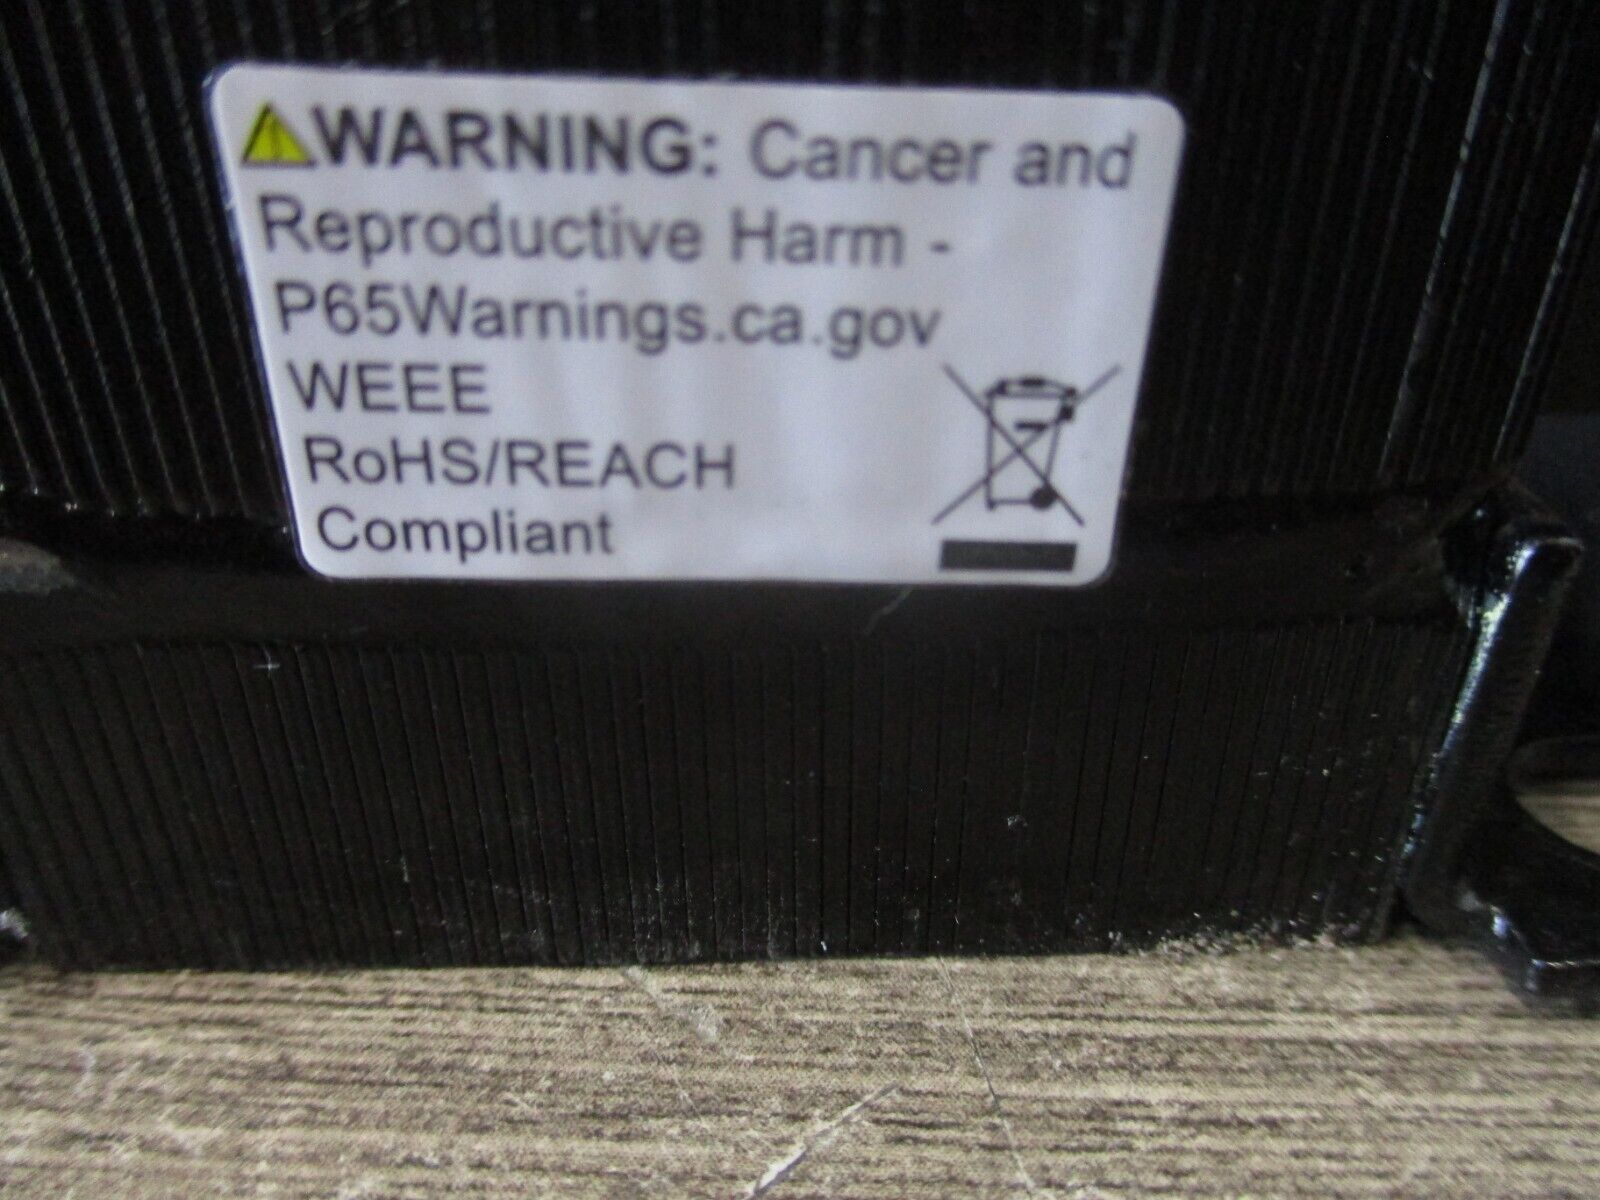 WARNING: Cancer and
Reproductive Harm -
P65Warnings.ca.gov
WEEE
RoHS/REACH
Compliant